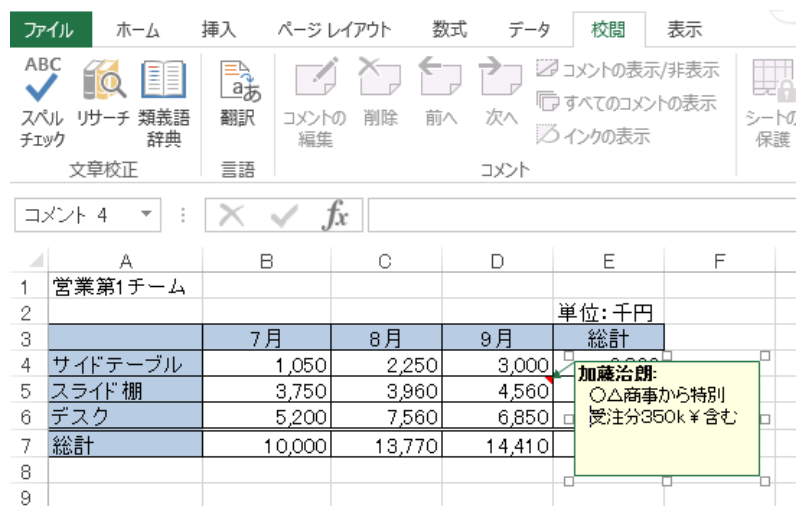 ファイル ホーム 挿入 ページレイアウト 数式 データ 校閲 表示
ABC
スペル チェック
リサーチ
類義語 辞典
翻訳
コメントの 編集
削除
前へ
次へ
コメントの表示/非表示
すべてのコメントの表示
インクの表示
シートの 保護
文章校正 言語 コメント
コメント 4 fx
A B C D E F
1 営業第1チーム
2 単位:千円
3 7月 8月 9月 総計
4 サイドテーブル 1,050 2,250 3,000
5 スライド棚 3,750 3,960 4,560
6 デスク 5,200 7,560 6,850
7 総計 10,000 13,770 14,410
8
9
加藤治朗:
○△商事から特別
受注分350k¥含む